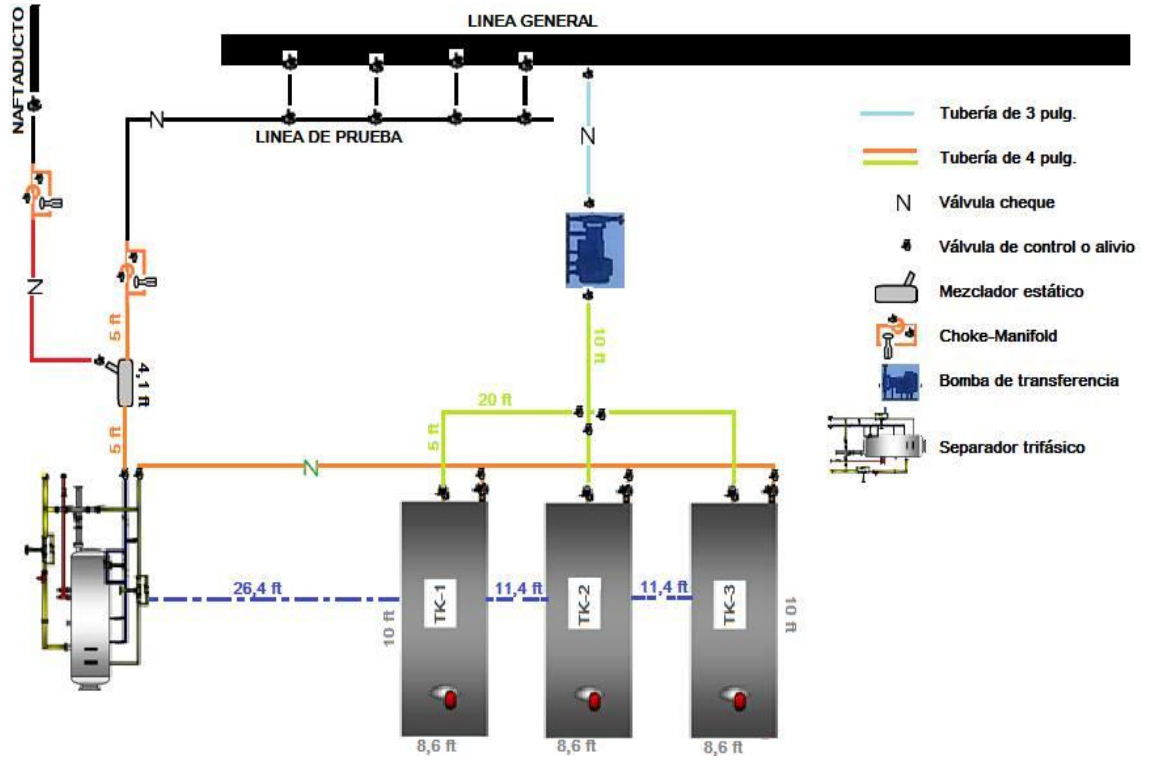 LINEA GENERAL
NAFTADUCTO
N
LINEA DE PRUEBA
N
N
5 ft
4,1 ft
5 ft
10 ft
20 ft
5 ft
N
26,4 ft
11,4 ft
11,4 ft
TK-1
TK-2
TK-3
10 ft
10 ft
8,6 ft
8,6 ft
8,6 ft
Tubería de 3 pulg.
Tubería de 4 pulg.
N Válvula cheque
Válvula de control o alivio
Mezclador estático
Choke-Manifold
Bomba de transferencia
Separador trifásico